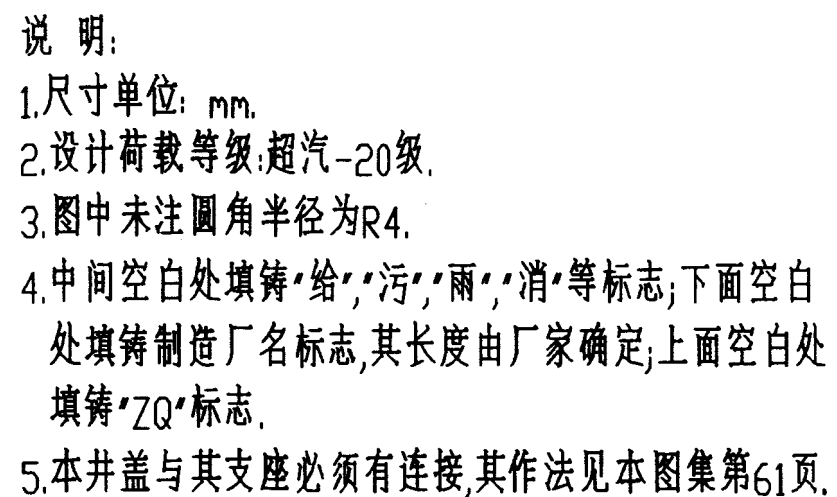 说 明:
1.尺寸单位: mm.
2.设计荷载等级:超汽-20级.
3.图中未注圆角半径为R4.
4.中间空白处填铸"给","污","雨","消"等标志;下面空白
处填铸制造厂名标志,其长度由厂家确定;上面空白处
填铸"ZQ"标志.
5.本井盖与其支座必须有连接,其作法见本图集第61页.